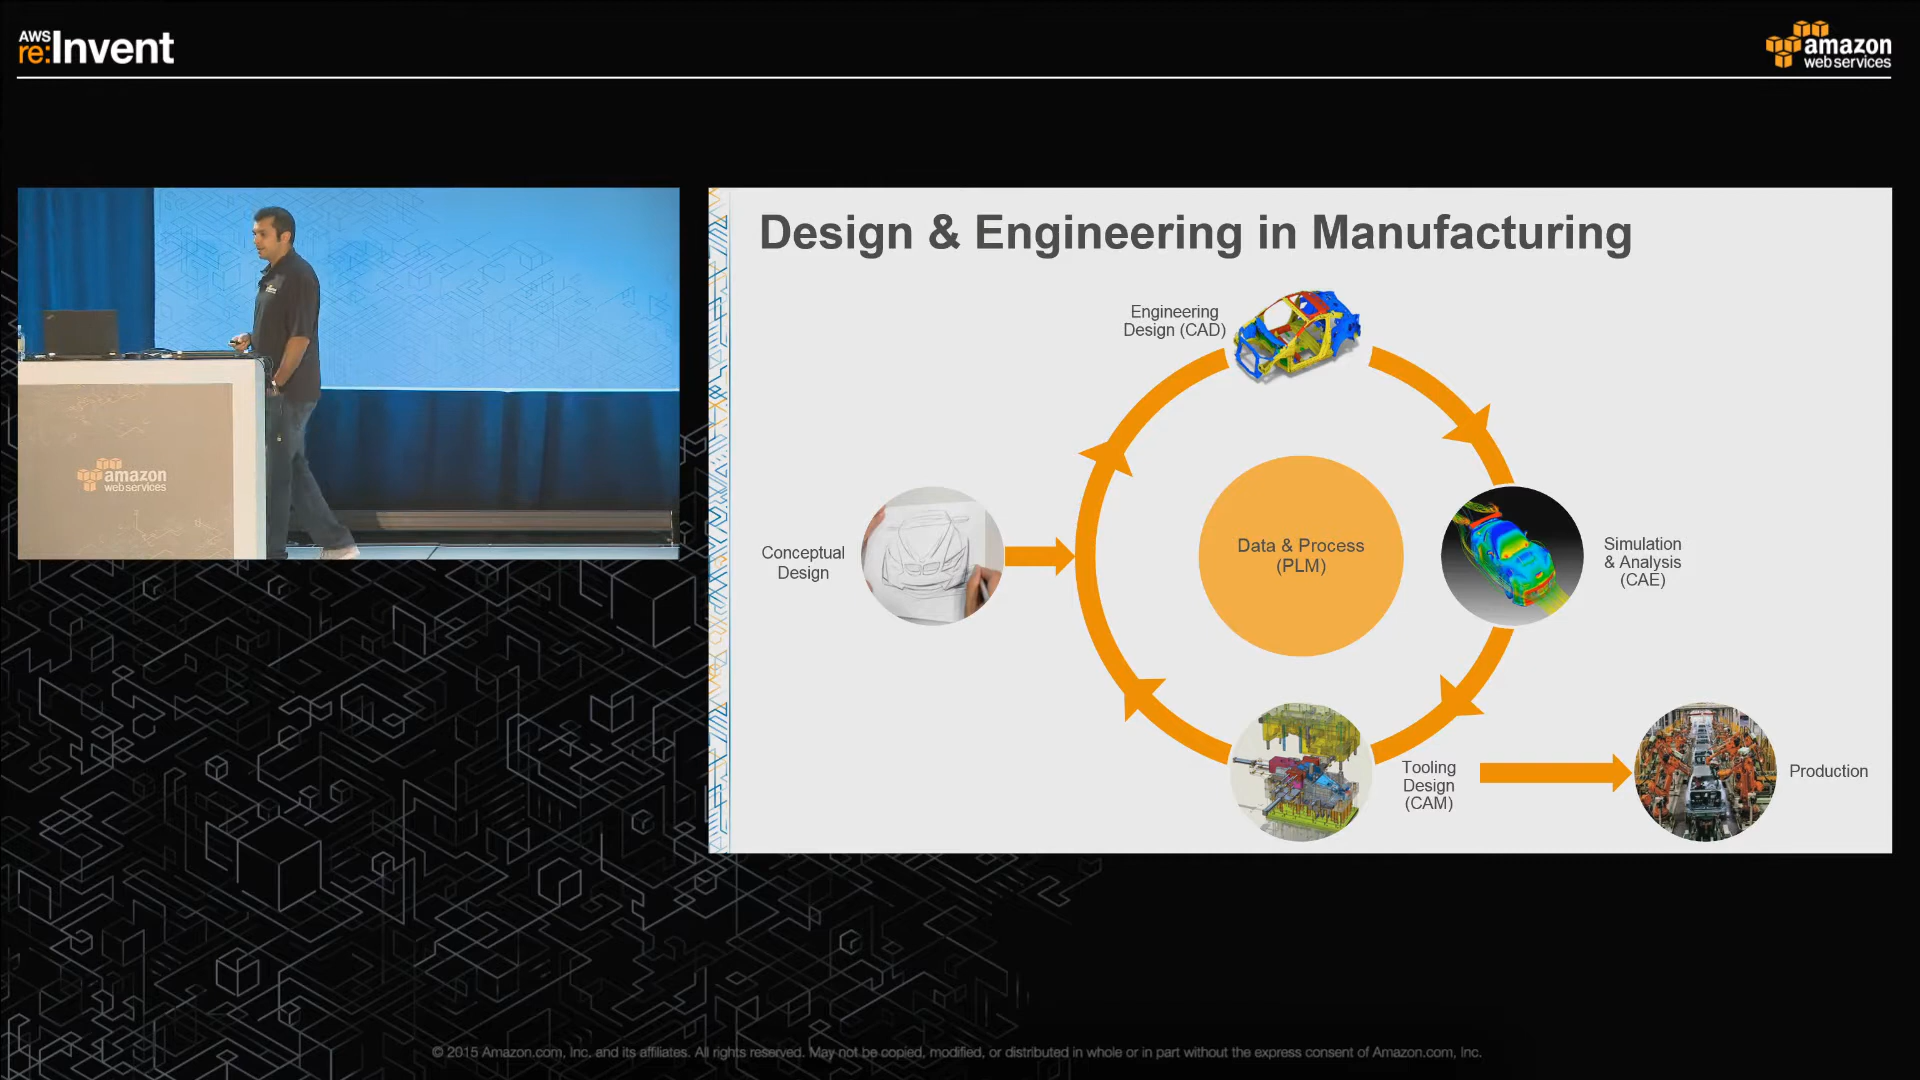 AWS
re:Invent
amazon
web services
Design & Engineering in Manufacturing
Engineering
Design (CAD)
Conceptual
Design
Data & Process
(PLM)
Simulation
& Analysis
(CAE)
Tooling
Design
(CAM)
Production
amazon
web services
© 2015 Amazon.com, Inc. and its affiliates. All rights reserved. May not be copied, modified, or distributed in whole or in part without the express consent of Amazon.com, Inc.